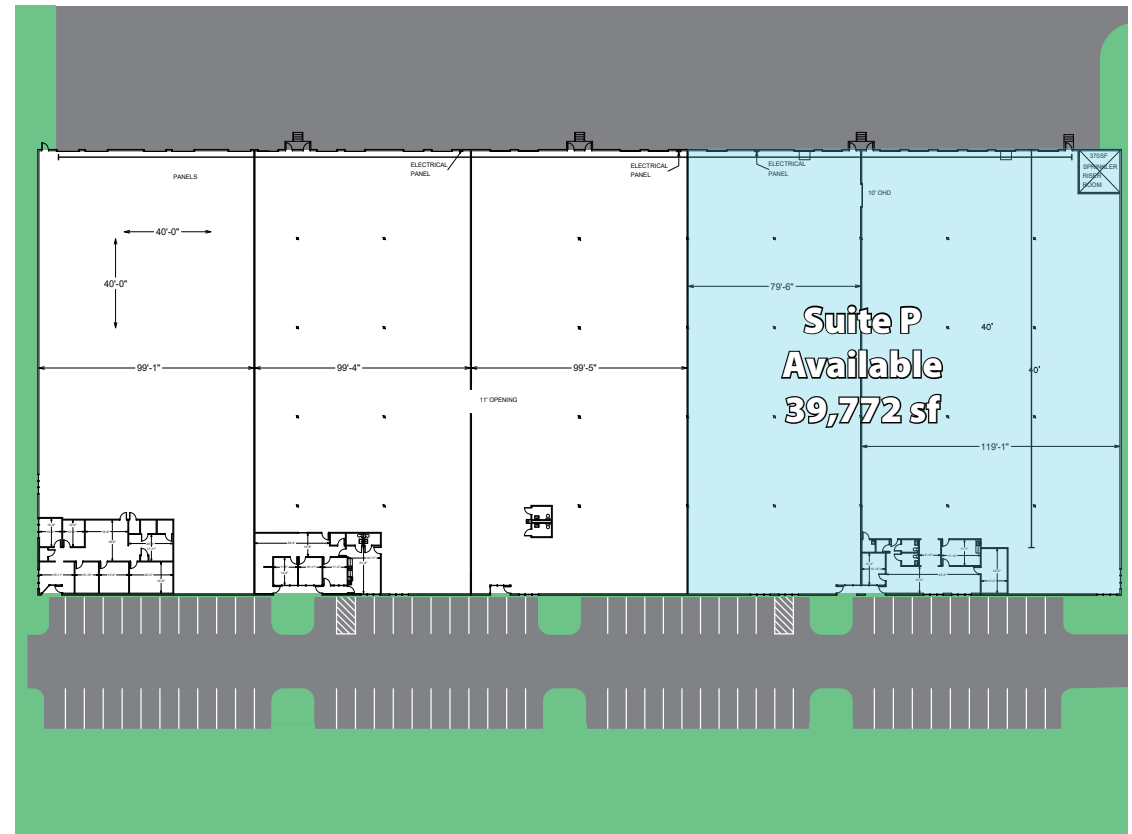 ELECTRICAL
PANEL
ELECTRICAL
PANEL
ELECTRICAL
PANEL
370SF
SPRINKLER
RISER
ROOM
PANELS
10' OHD
40'-0"
40'-0"
79'-6"
Suite P
Available
39,772 sf
40'
40'
99'-1"
99'-4"
99'-5"
11' OPENING
119'-1"